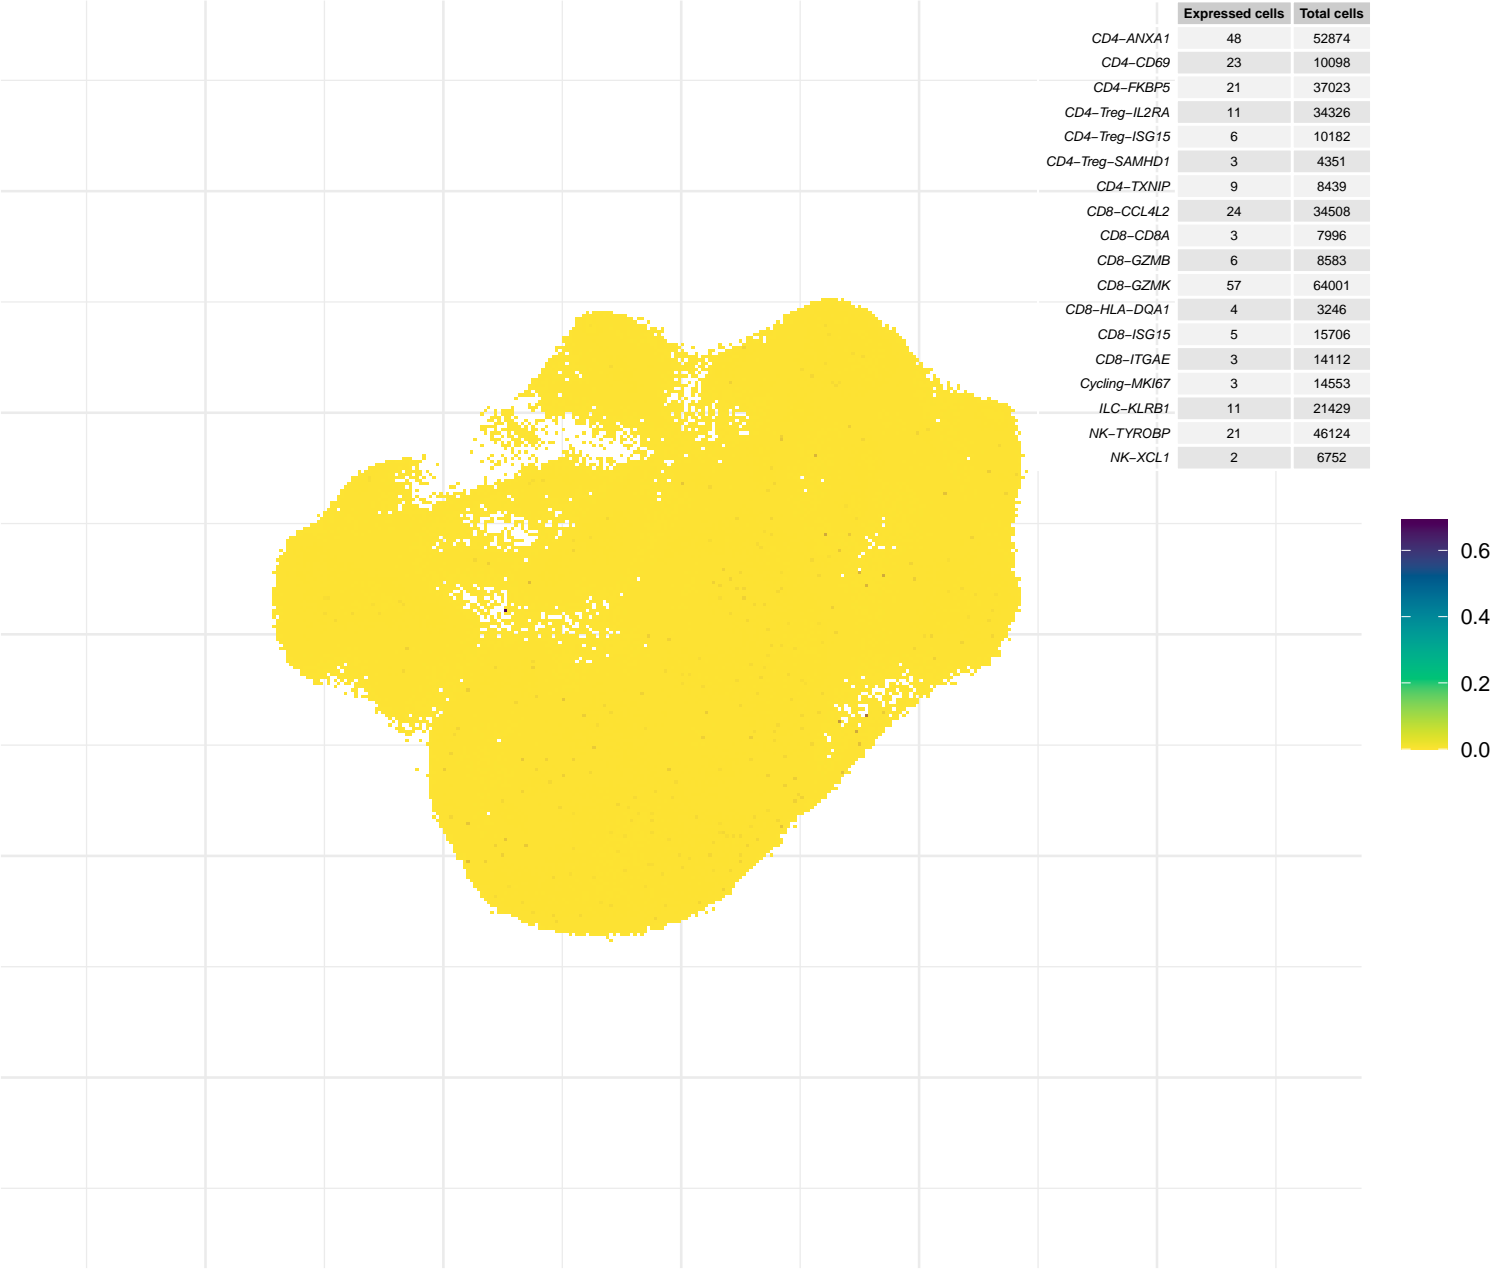 Expressed cells Total cells
CD4−ANXA1 48 52874
CD4−CD69 23 10098
CD4−FKBP5 21 37023
CD4−Treg−IL2RA 11 34326
CD4−Treg−ISG15 6 10182
CD4−Treg−SAMHD1 3 4351
CD4−TXNIP 9 8439
CD8−CCL4L2 24 34508
CD8−CD8A 3 7996
CD8−GZMB 6 8583
CD8−GZMK 57 64001
CD8−HLA−DQA1 4 3246
CD8−ISG15 5 15706
CD8−ITGAE 3 14112
Cycling−MKI67 3 14553
ILC−KLRB1 11 21429
NK−TYROBP 21 46124
NK−XCL1 2 6752
0.6
0.4
0.2
0.0